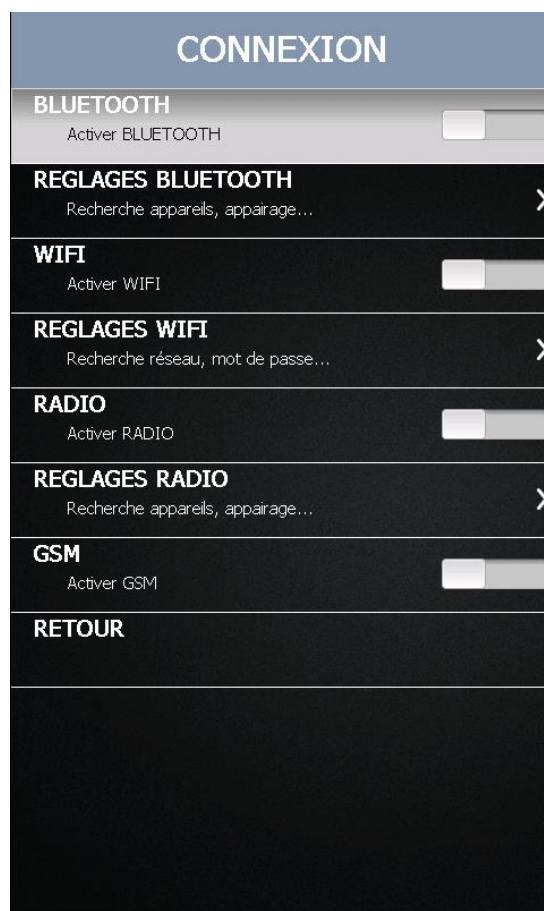 CONNEXION
BLUETOOTH
Activer BLUETOOTH
REGLAGES BLUETOOTH
Recherche appareils, appairage...
WIFI
Activer WIFI
REGLAGES WIFI
Recherche réseau, mot de passe...
RADIO
Activer RADIO
REGLAGES RADIO
Recherche appareils, appairage...
GSM
Activer GSM
RETOUR